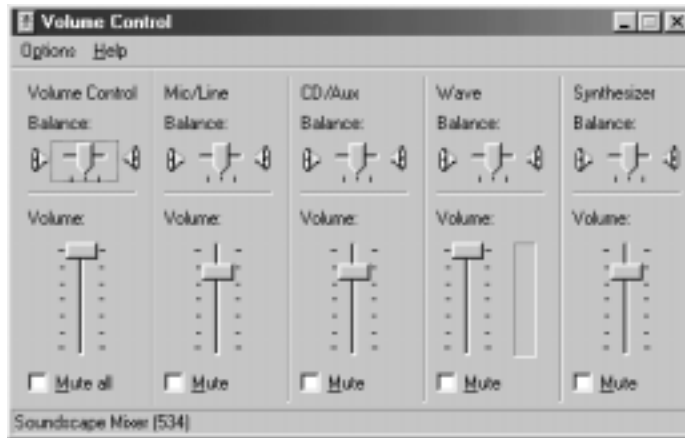 Volume Control
Options Help
Volume Control Mic/Line CD/Aux Wave Synthesizer
Balance: Balance: Balance: Balance: Balance:
Volume: Volume: Volume: Volume: Volume:
Mute all Mute Mute Mute Mute
Soundscape Mixer (534)